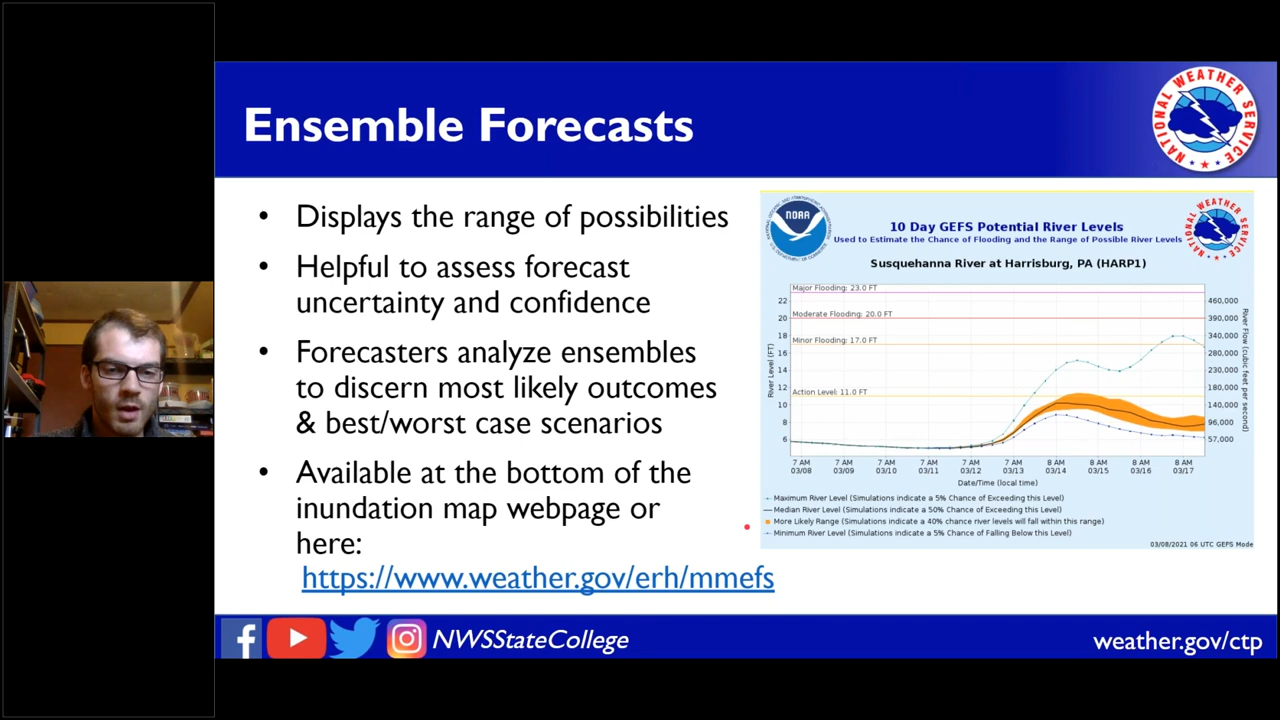 Ensemble Forecasts
NATIONAL WEATHER SERVICE
• Displays the range of possibilities
• Helpful to assess forecast
uncertainty and confidence
• Forecasters analyze ensembles
to discern most likely outcomes
& best/worst case scenarios
• Available at the bottom of the
inundation map webpage or
here:
https://www.weather.gov/erh/mmefs
NOAA
10 Day GEFS Potential River Levels
Used to Estimate the Chance of Flooding and the Range of Possible River Levels
Susquehanna River at Harrisburg, PA (HARP1)
Major Flooding: 23.0 FT
Moderate Flooding: 20.0 FT
Minor Flooding: 17.0 FT
Action Level: 11.0 FT
River Level (FT)
22
20
18
16
14
12
10
8
6
460,000
390,000
340,000
280,000
230,000
180,000
140,000
96,000
57,000
River Flow (cubic feet per second)
7 AM 7 AM 7 AM 7 AM 7 AM 7 AM 8 AM 8 AM 8 AM 8 AM
03/08 03/09 03/10 03/11 03/12 03/13 03/14 03/15 03/16 03/17
Date/Time (local time)
Maximum River Level (Simulations indicate a 5% Chance of Exceeding this Level)
Median River Level (Simulations indicate a 50% Chance of Exceeding this Level)
More Likely Range (Simulations indicate a 40% chance river levels will fall within this range)
Minimum River Level (Simulations indicate a 5% Chance of Falling Below this Level)
03/08/2021 06 UTC GEFS Mode
NWSStateCollege
weather.gov/ctp